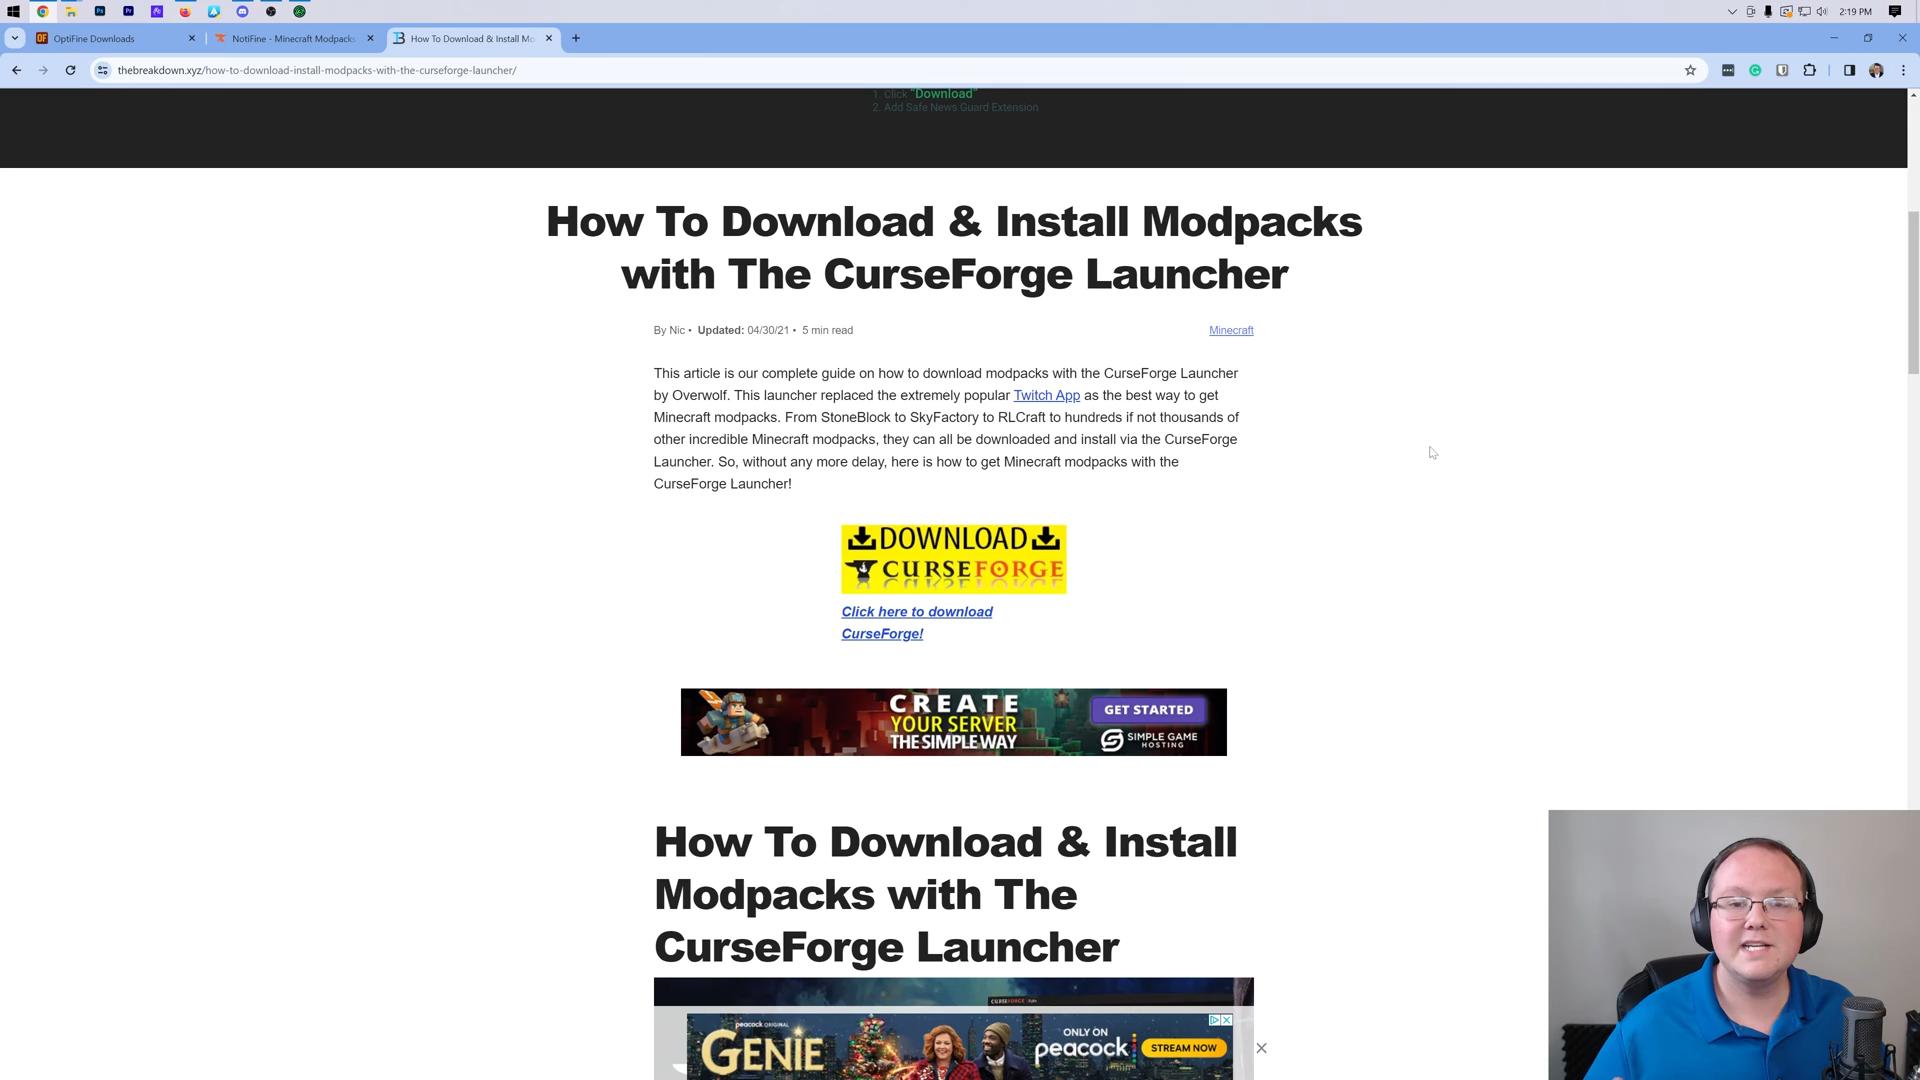 2:19 PM
OptiFine Downloads
NotiFine - Minecraft Modpacks
How To Download & Install Mo
thebreakdown.xyz/how-to-download-install-modpacks-with-the-curseforge-launcher/
1. Click "Download"
2. Add Safe News Guard Extension
How To Download & Install Modpacks
with The CurseForge Launcher
By Nic • Updated: 04/30/21 • 5 min read
Minecraft
This article is our complete guide on how to download modpacks with the CurseForge Launcher
by Overwolf. This launcher replaced the extremely popular Twitch App as the best way to get
Minecraft modpacks. From StoneBlock to SkyFactory to RLCraft to hundreds if not thousands of
other incredible Minecraft modpacks, they can all be downloaded and install via the CurseForge
Launcher. So, without any more delay, here is how to get Minecraft modpacks with the
CurseForge Launcher!
DOWNLOAD
CURSEFORGE
Click here to download
CurseForge!
CREATE
YOUR SERVER
THE SIMPLE WAY
GET STARTED
SIMPLE GAME
HOSTING
How To Download & Install
Modpacks with The
CurseForge Launcher
CURSEFORGE
peacock ORIGINAL
GENIE
ONLY ON
peacock
STREAM NOW